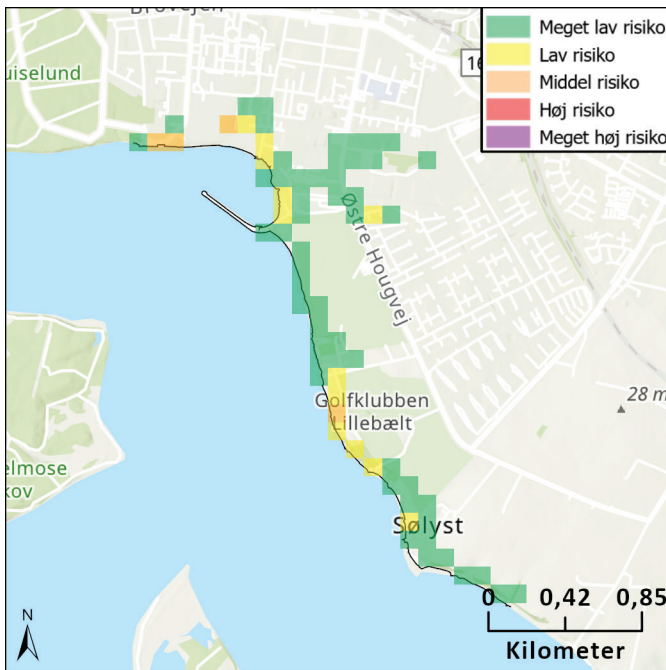 Brovejen
uiselund
16
Meget lav risiko
Lav risiko
Middel risiko
Høj risiko
Meget høj risiko
Østre Hougvej
28 m
Golfklubben
Lillebælt
elmose
kov
Sølyst
0 0,42 0,85
Kilometer
N